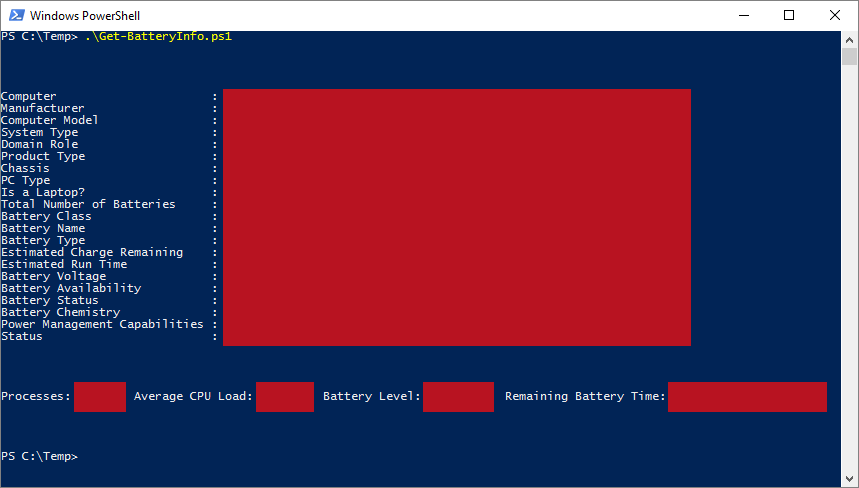 Windows PowerShell
PS C:\Temp> .\Get-BatteryInfo.ps1
Computer :
Manufacturer :
Computer Model :
System Type :
Domain Role :
Product Type :
Chassis :
PC Type :
Is a Laptop? :
Total Number of Batteries :
Battery Class :
Battery Name :
Battery Type :
Estimated Charge Remaining :
Estimated Run Time :
Battery Voltage :
Battery Availability :
Battery Status :
Battery Chemistry :
Power Management Capabilities :
Status :
Processes: Average CPU Load: Battery Level: Remaining Battery Time:
PS C:\Temp>